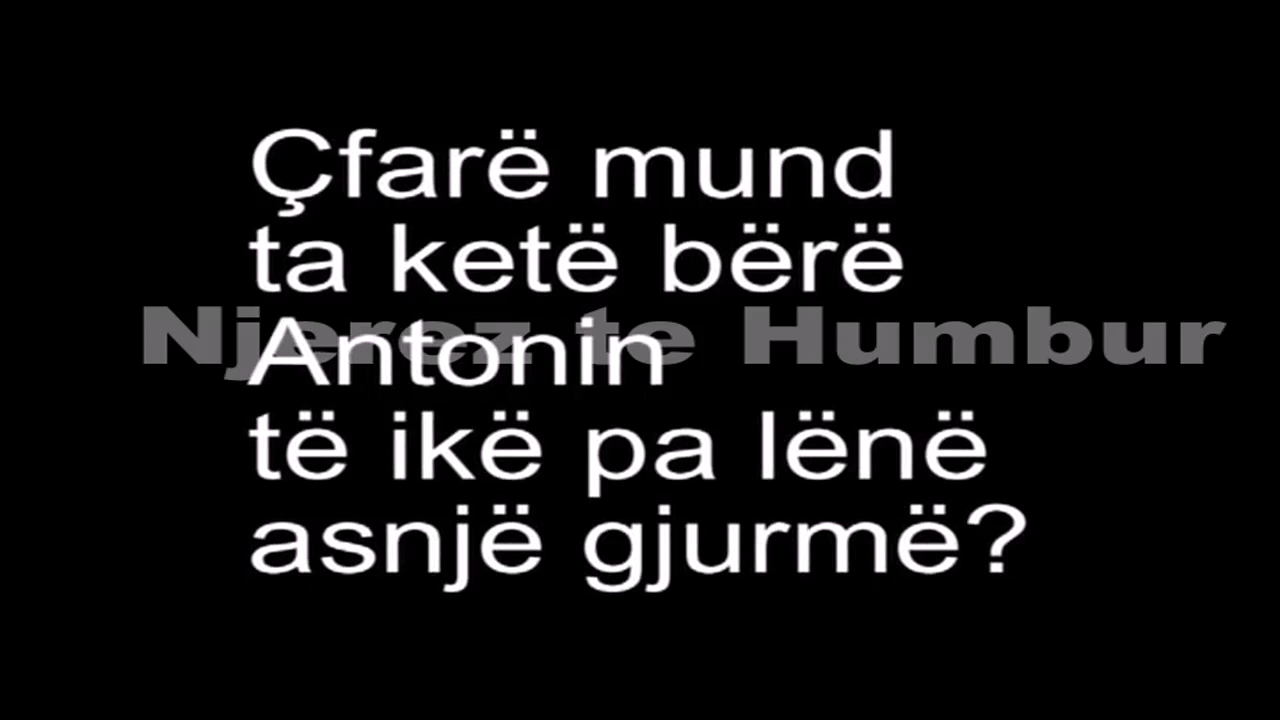 Çfarë mund
ta ketë bërë
Njerez te Humbur
Antonin
të ikë pa lënë
asnjë gjurmë?